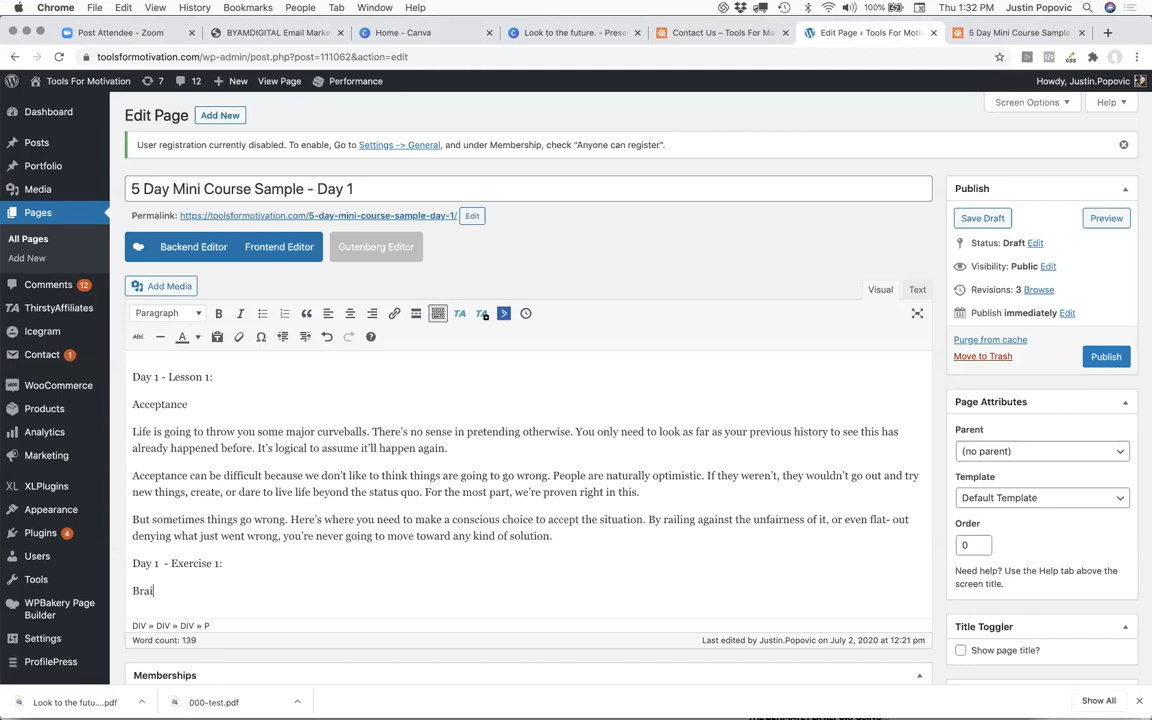 Chrome File Edit View History Bookmarks People Tab Window Help 100% Thu 1:32 PM Justin Popovic
Post Attendee - Zoom BYAMDIGITAL Email Marke Home - Canva Look to the future. - Prese Contact Us – Tools For Mo Edit Page ‹ Tools For Motiv 5 Day Mini Course Sample
toolsformotivation.com/wp-admin/post.php?post=111062&action=edit
Tools For Motivation 7 12 New View Page Performance Howdy, Justin.Popovic
Dashboard
Posts
Portfolio
Media
Pages
All Pages
Add New
Comments 12
ThirstyAffiliates
Icegram
Contact 1
WooCommerce
Products
Analytics
Marketing
XLPlugins
Appearance
Plugins 4
Users
Tools
WPBakery Page
Builder
Settings
ProfilePress
Edit Page Add New
Screen Options Help
User registration currently disabled. To enable, Go to Settings -> General, and under Membership, check "Anyone can register".
5 Day Mini Course Sample - Day 1
Permalink: https://toolsformotivation.com/5-day-mini-course-sample-day-1/ Edit
Backend Editor Frontend Editor Gutenberg Editor
Add Media
Visual Text
Paragraph B I TA TA
ABC A
Day 1 - Lesson 1:
Acceptance
Life is going to throw you some major curveballs. There's no sense in pretending otherwise. You only need to look as far as your previous history to see this has
already happened before. It's logical to assume it'll happen again.
Acceptance can be difficult because we don't like to think things are going to go wrong. People are naturally optimistic. If they weren't, they wouldn't go out and try
new things, create, or dare to live life beyond the status quo. For the most part, we're proven right in this.
But sometimes things go wrong. Here's where you need to make a conscious choice to accept the situation. By railing against the unfairness of it, or even flat- out
denying what just went wrong, you're never going to move toward any kind of solution.
Day 1  - Exercise 1:
Brai
DIV » DIV » DIV » P
Word count: 139 Last edited by Justin.Popovic on July 2, 2020 at 12:21 pm
Memberships
Publish
Save Draft Preview
Status: Draft Edit
Visibility: Public Edit
Revisions: 3 Browse
Publish immediately Edit
Purge from cache
Move to Trash Publish
Page Attributes
Parent
(no parent)
Template
Default Template
Order
0
Need help? Use the Help tab above the
screen title.
Title Toggler
Show page title?
Look to the futu....pdf 000-test.pdf Show All